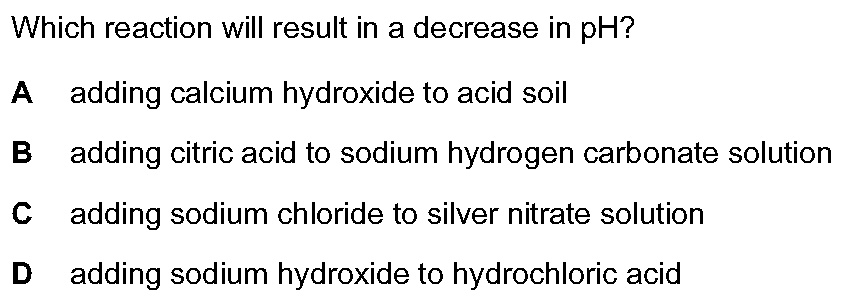 Which reaction will result in a decrease in pH?
A adding calcium hydroxide to acid soil
B adding citric acid to sodium hydrogen carbonate solution
C adding sodium chloride to silver nitrate solution
D adding sodium hydroxide to hydrochloric acid